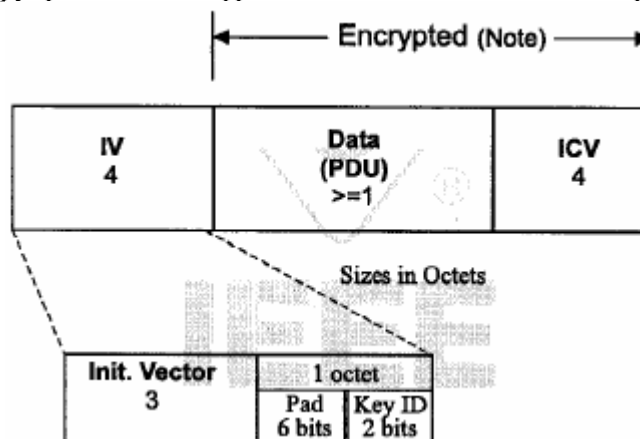 Encrypted (Note)
IV
4
Data
(PDU)
>=1
ICV
4
Sizes in Octets
IEEE
Init. Vector
3
1 octet
Pad
6 bits
Key ID
2 bits